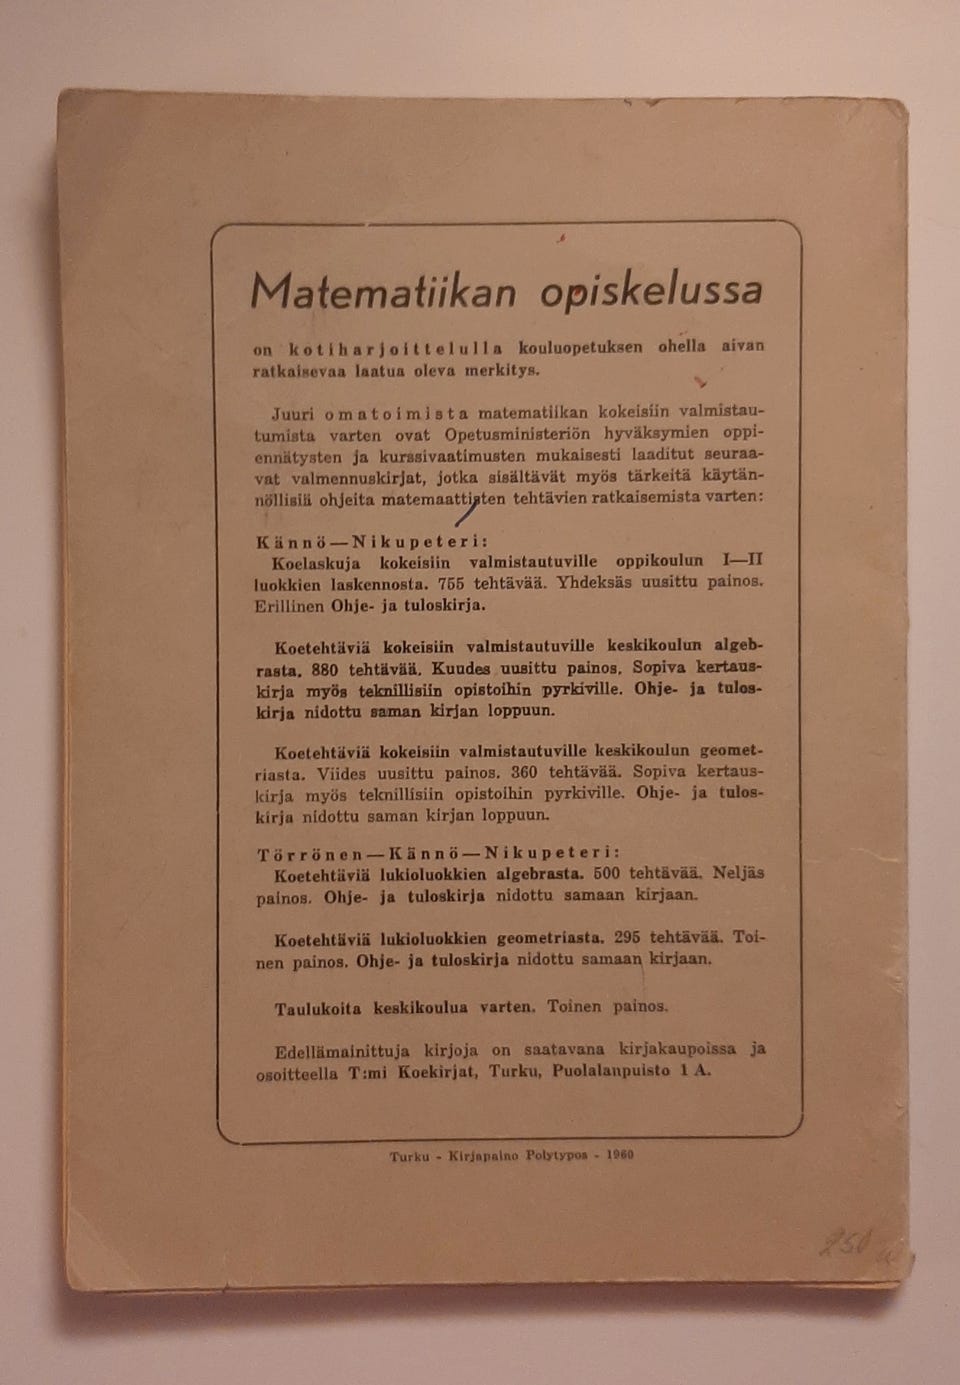 Matematiikan opiskelussa
on kotiharjoittelulla kouluopetuksen ohella aivan
ratkaisevaa laatua oleva merkitys.
Juuri omatoimista matematiikan kokeisiin valmistau-
tumista varten ovat Opetusministeriön hyväksymien oppi-
ennätysten ja kurssivaatimusten mukaisesti laaditut seuraa-
vat valmennuskirjat, jotka sisältävät myös tärkeitä käytän-
nöllisiä ohjeita matemaattisten tehtävien ratkaisemista varten:
Kännö—Nikupeteri:
Koelaskuja kokeisiin valmistautuville oppikoulun I—II
luokkien laskennosta. 755 tehtävää. Yhdeksäs uusittu painos.
Erillinen Ohje- ja tuloskirja.
Koetehtäviä kokeisiin valmistautuville keskikoulun algeb-
rasta. 880 tehtävää. Kuudes uusittu painos. Sopiva kertaus-
kirja myös teknillisiin opistoihin pyrkiville. Ohje- ja tulos-
kirja nidottu saman kirjan loppuun.
Koetehtäviä kokeisiin valmistautuville keskikoulun geomet-
riasta. Viides uusittu painos. 360 tehtävää. Sopiva kertaus-
kirja myös teknillisiin opistoihin pyrkiville. Ohje- ja tulos-
kirja nidottu saman kirjan loppuun.
Törrönen—Kännö—Nikupeteri:
Koetehtäviä lukioluokkien algebrasta. 500 tehtävää. Neljäs
painos. Ohje- ja tuloskirja nidottu samaan kirjaan.
Koetehtäviä lukioluokkien geometriasta. 295 tehtävää. Toi-
nen painos. Ohje- ja tuloskirja nidottu samaan kirjaan.
Taulukoita keskikoulua varten. Toinen painos.
Edellämainittuja kirjoja on saatavana kirjakaupoissa ja
osoitteella T:mi Koekirjat, Turku, Puolalanpuisto 1 A.
Turku - Kirjapaino Polytypos - 1960
250